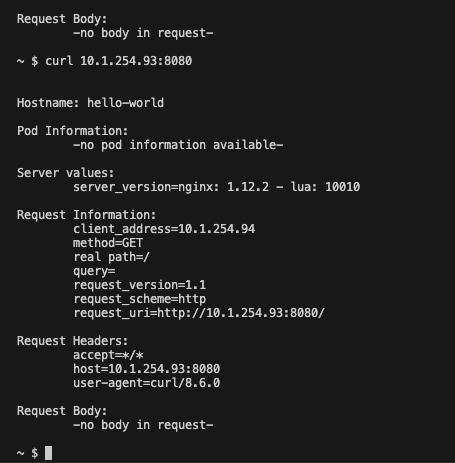 Request Body:
-no body in request-
~ $ curl 10.1.254.93:8080
Hostname: hello-world
Pod Information:
-no pod information available-
Server values:
server_version=nginx: 1.12.2 - lua: 10010
Request Information:
client_address=10.1.254.94
method=GET
real path=/
query=
request_version=1.1
request_scheme=http
request_uri=http://10.1.254.93:8080/
Request Headers:
accept=*/*
host=10.1.254.93:8080
user-agent=curl/8.6.0
Request Body:
-no body in request-
~ $